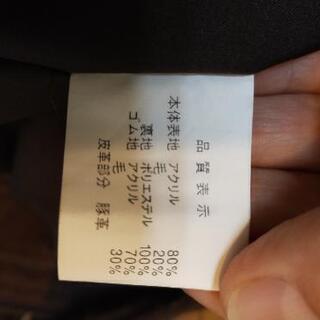 品質表示
本体表地 アクリル 80%
毛 20%
裏地 ポリエステル 100%
ゴム地 アクリル 70%
毛 30%
皮革部分 豚革